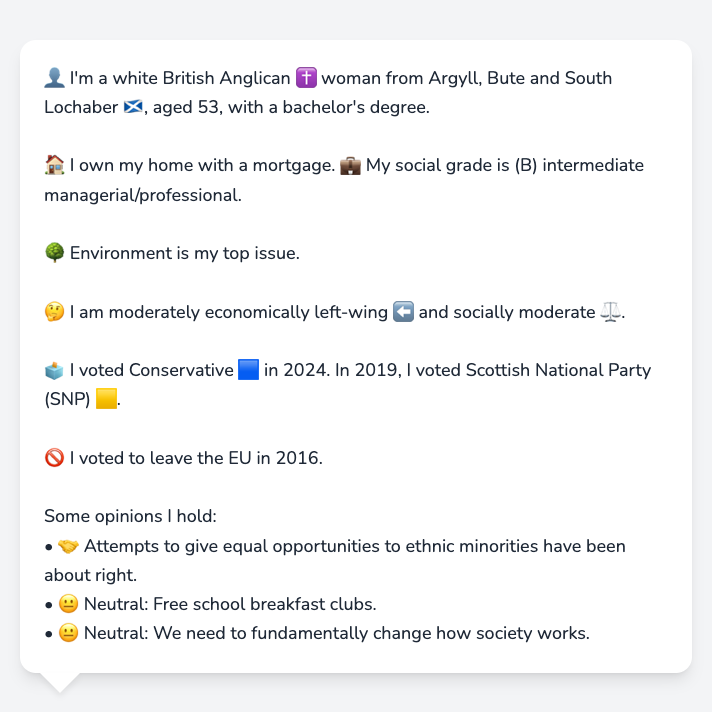 👤 I'm a white British Anglican ✝️ woman from Argyll, Bute and South
Lochaber 🏴󠁧󠁢󠁳󠁣󠁴󠁿, aged 53, with a bachelor's degree.
🏠 I own my home with a mortgage. 💼 My social grade is (B) intermediate
managerial/professional.
🌳 Environment is my top issue.
🤔 I am moderately economically left-wing ⬅️ and socially moderate ⚖️.
🗳️ I voted Conservative 🟦 in 2024. In 2019, I voted Scottish National Party
(SNP) 🟨.
🚫 I voted to leave the EU in 2016.
Some opinions I hold:
• 🤝 Attempts to give equal opportunities to ethnic minorities have been
about right.
• 😐 Neutral: Free school breakfast clubs.
• 😐 Neutral: We need to fundamentally change how society works.